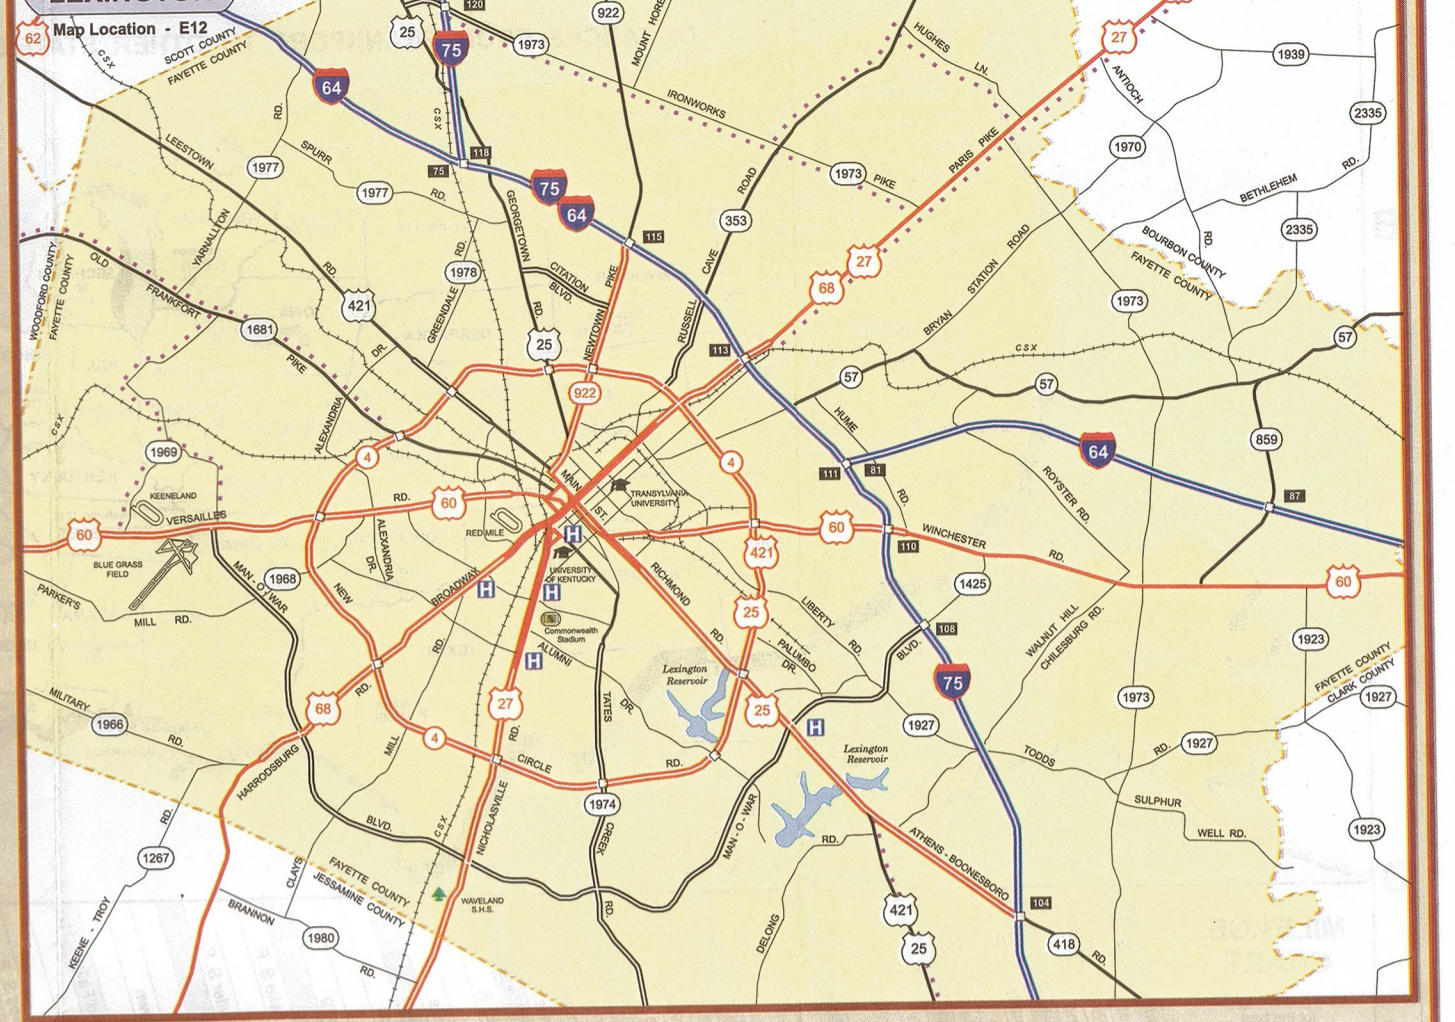 Map Location - E12
62
SCOTT COUNTY
FAYETTE COUNTY
CSX
64
25
75
120
1973
922
MOUNT HOREB
HUGHES
LN.
27
ANTIOCH
1939
2335
1970
IRONWORKS
1973
PIKE
PARIS PIKE
BETHLEHEM
RD.
2335
RD.
BOURBON COUNTY
FAYETTE COUNTY
LEESTOWN
RD.
1977
SPURR
1977
RD.
CSX
118
75
75
64
115
GEORGETOWN
RD.
CITATION
BLVD.
NEWTOWN
PIKE
ROAD
353
CAVE
RUSSELL
27
68
STATION
ROAD
BRYAN
1973
57
WOODFORD COUNTY
FAYETTE COUNTY
OLD
FRANKFORT
PIKE
1681
YARNALLTON
RD.
421
1978
RD.
GREENDALE
DR.
ALEXANDRIA
25
922
113
CSX
57
57
CSX
1969
KEENELAND
VERSAILLES
RD.
60
60
4
RED MILE
MAIN
ST.
TRANSYLVANIA
UNIVERSITY
4
HUME
RD.
111
81
64
859
87
ROYSTER RD.
60
BLUE GRASS
FIELD
ALEXANDRIA
DR.
UNIVERSITY
OF KENTUCKY
H
H
H
H
421
60
WINCHESTER
RD.
110
60
PARKER'S
MILL
RD.
1968
MAN-O-WAR
NEW
BROADWAY
Commonwealth
Stadium
RICHMOND
RD.
25
LIBERTY
RD.
PALUMBO
DR.
1425
108
BLVD.
WALNUT HILL
CHILESBURG RD.
1923
FAYETTE COUNTY
CLARK COUNTY
1927
MILITARY
1966
RD.
68
RD.
RD.
HARRODSBURG
MILL
4
ALUMNI
DR.
27
RD.
TATES
Lexington
Reservoir
25
H
75
1927
1973
TODDS
RD.
1927
CIRCLE
RD.
Lexington
Reservoir
SULPHUR
WELL RD.
1923
RD.
1267
KEENE - TROY
BLVD.
CLAYS
CSX
NICHOLASVILLE
1974
CREEK
RD.
MAN-O-WAR
RD.
ATHENS-BOONESBORO
FAYETTE COUNTY
JESSAMINE COUNTY
WAVELAND
S.H.S.
BRANNON
1980
RD.
DELONG
421
25
104
418
RD.